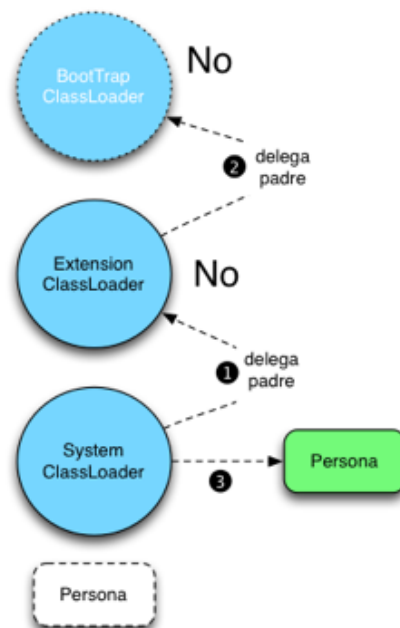 BootTrap
ClassLoader
No
2
delega
padre
Extension
ClassLoader
No
1
delega
padre
System
ClassLoader
3
Persona
Persona